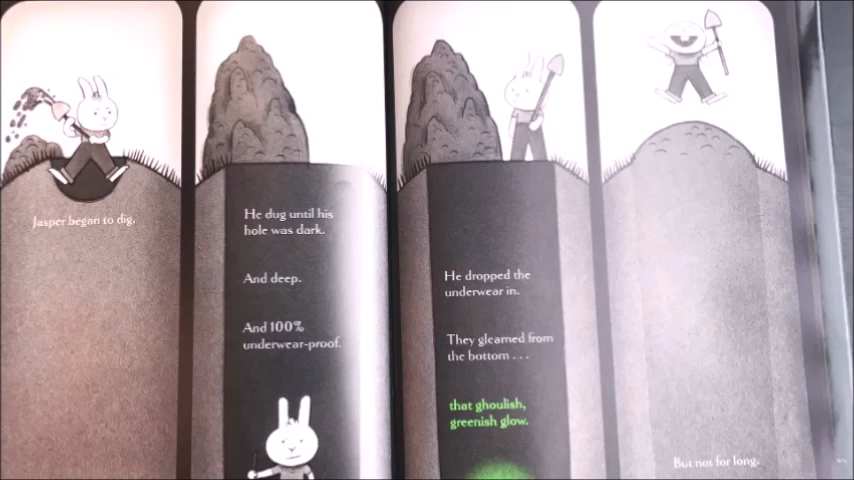 Jasper began to dig.
He dug until his
hole was dark.
And deep.
And 100%
underwear-proof.
He dropped the
underwear in.
They gleamed from
the bottom . . .
that ghoulish,
greenish glow.
But not for long.